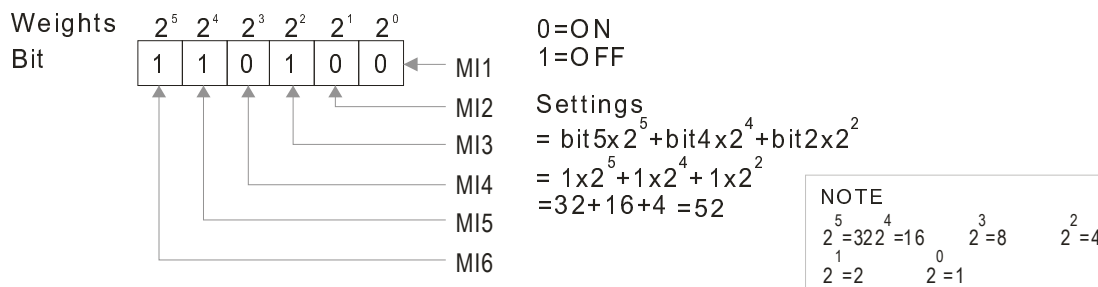 Weights 2⁵ 2⁴ 2³ 2² 2¹ 2⁰
Bit 1 1 0 1 0 0
MI1
MI2
MI3
MI4
MI5
MI6
0=ON
1=OFF
Settings
= bit5x2⁵+bit4x2⁴+bit2x2²
= 1x2⁵+1x2⁴+1x2²
=32+16+4 =52
NOTE
2⁵=322⁴=16 2³=8 2²=4
2¹=2 2⁰=1